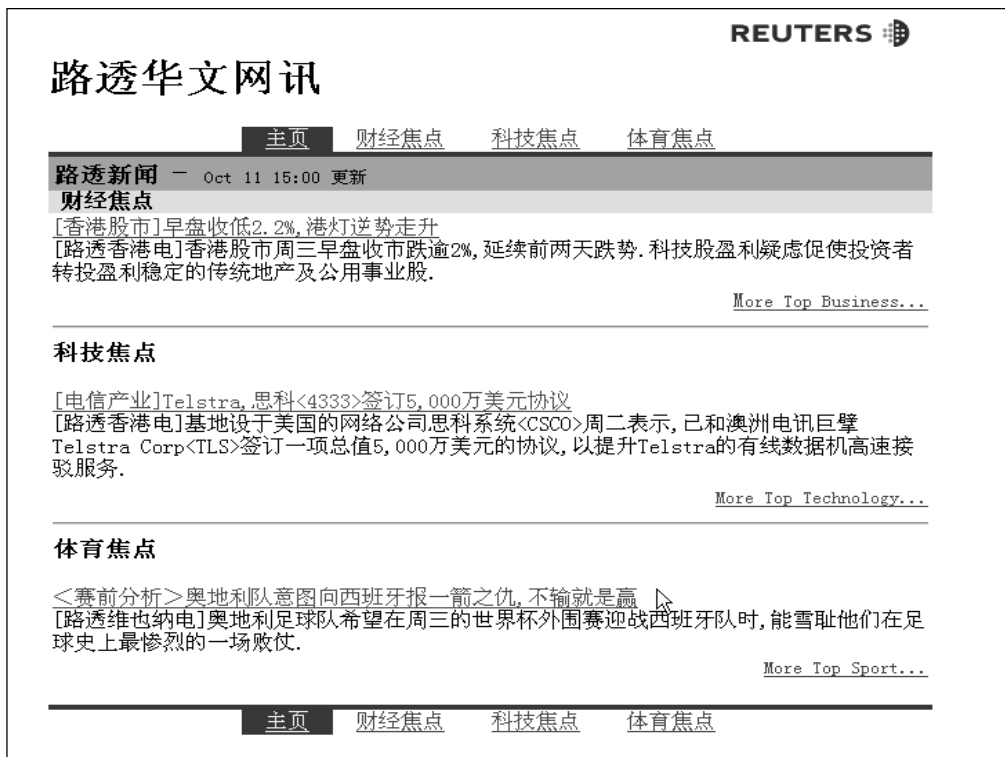 REUTERS
路透华文网讯
主页 财经焦点 科技焦点 体育焦点
路透新闻 - Oct 11 15:00 更新
财经焦点
[香港股市]早盘收低2.2%,港灯逆势走升
[路透香港电]香港股市周三早盘收市跌逾2%,延续前两天跌势.科技股盈利疑虑促使投资者
转投盈利稳定的传统地产及公用事业股.
More Top Business...
科技焦点
[电信产业]Telstra,思科<4333>签订5,000万美元协议
[路透香港电]基地设于美国的网络公司思科系统<CSCO>周二表示,已和澳洲电讯巨擘
Telstra Corp<TLS>签订一项总值5,000万美元的协议,以提升Telstra的有线数据机高速接
驳服务.
More Top Technology...
体育焦点
＜赛前分析＞奥地利队意图向西班牙报一箭之仇,不输就是赢
[路透维也纳电]奥地利足球队希望在周三的世界杯外围赛迎战西班牙队时,能雪耻他们在足
球史上最惨烈的一场败仗.
More Top Sport...
主页 财经焦点 科技焦点 体育焦点